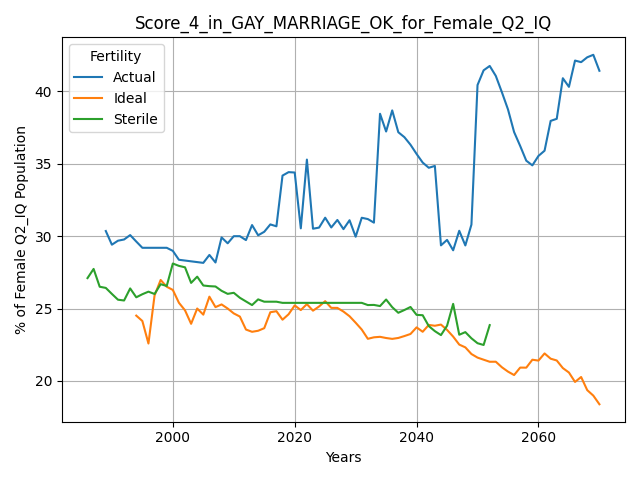 Score_4_in_GAY_MARRIAGE_OK_for_Female_Q2_IQ
Fertility
Actual
Ideal
Sterile
% of Female Q2_IQ Population
40
35
30
25
20
2000
2020
2040
2060
Years